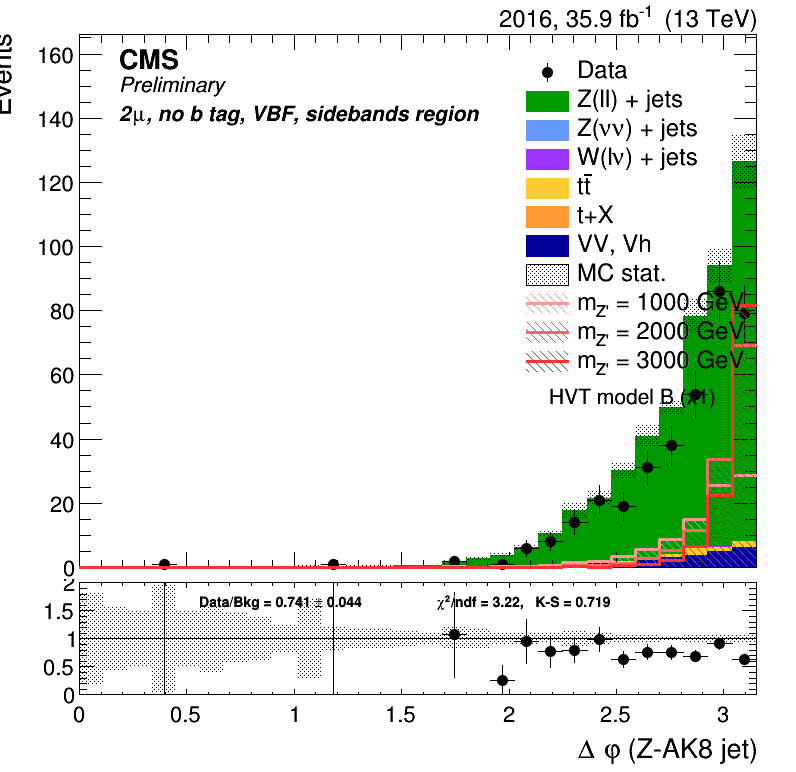 2016, 35.9 fb⁻¹ (13 TeV)
Events
CMS
Preliminary
2μ, no b tag, VBF, sidebands region
Data
Z(ll) + jets
Z(νν) + jets
W(lν) + jets
tt̄
t+X
VV, Vh
MC stat.
m_Z' = 1000 GeV
m_Z' = 2000 GeV
m_Z' = 3000 GeV
HVT model B (x1)
160
140
120
100
80
60
40
20
0
Data/Bkg = 0.741 ± 0.044
χ²/ndf = 3.22, K-S = 0.719
2
1.5
1
0.5
0
0 0.5 1 1.5 2 2.5 3
Δ φ (Z-AK8 jet)